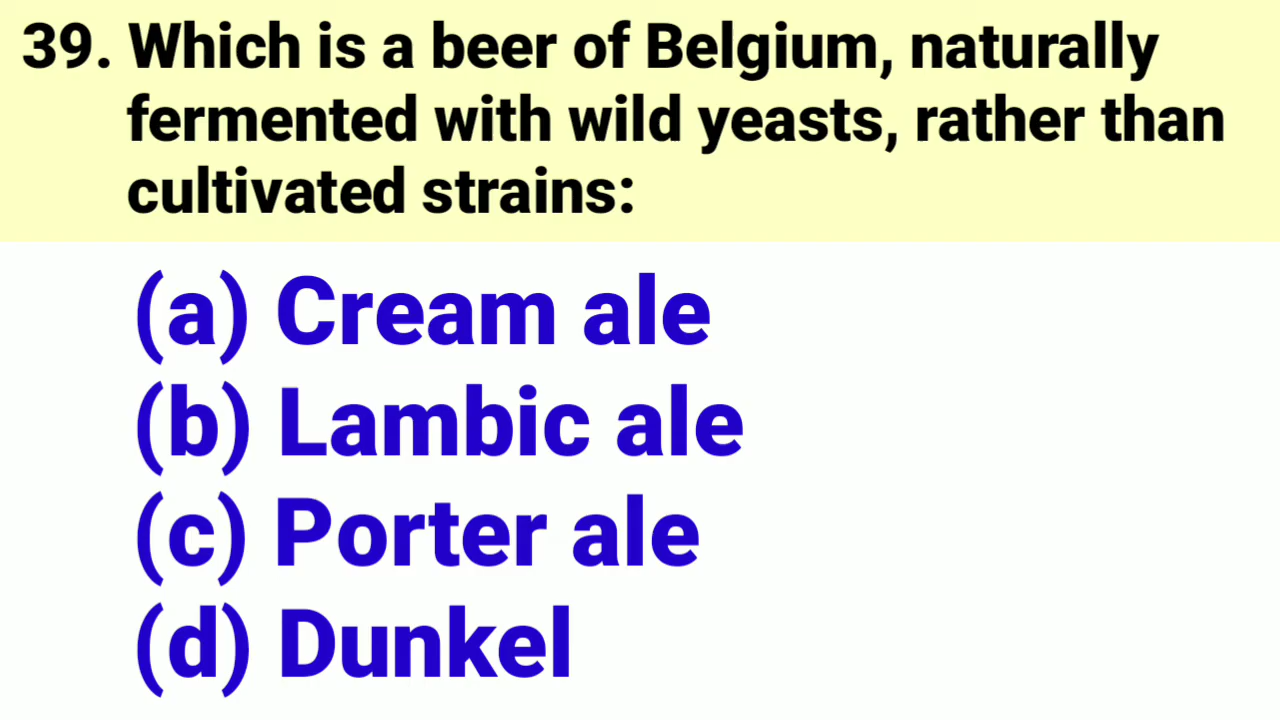 39. Which is a beer of Belgium, naturally
fermented with wild yeasts, rather than
cultivated strains:
(a) Cream ale
(b) Lambic ale
(c) Porter ale
(d) Dunkel